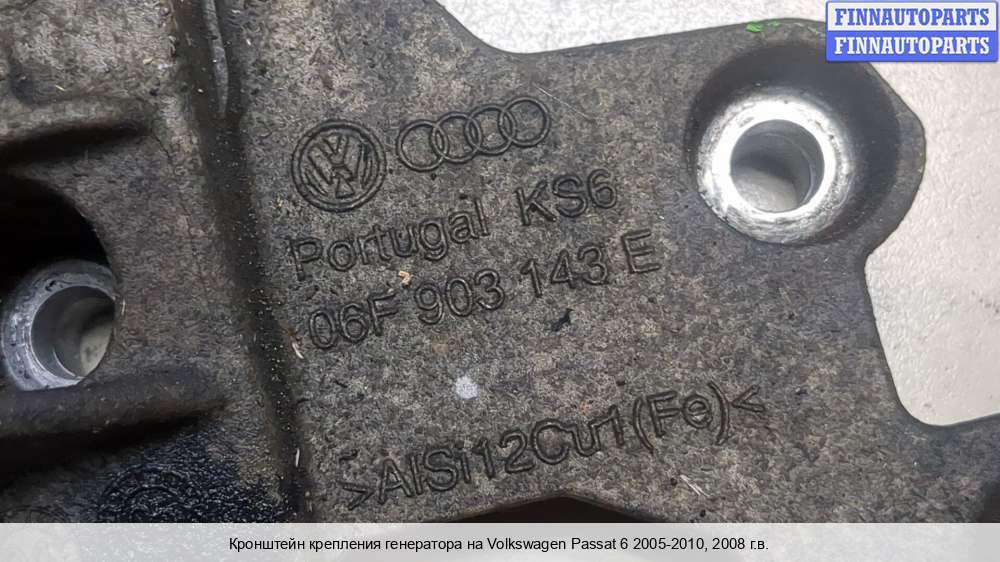 FINNAUTOPARTS
FINNAUTOPARTS
Portugal KS6
06F 903 143 E
>AlSi12Cu1(Fe)<
Кронштейн крепления генератора на Volkswagen Passat 6 2005-2010, 2008 г.в.